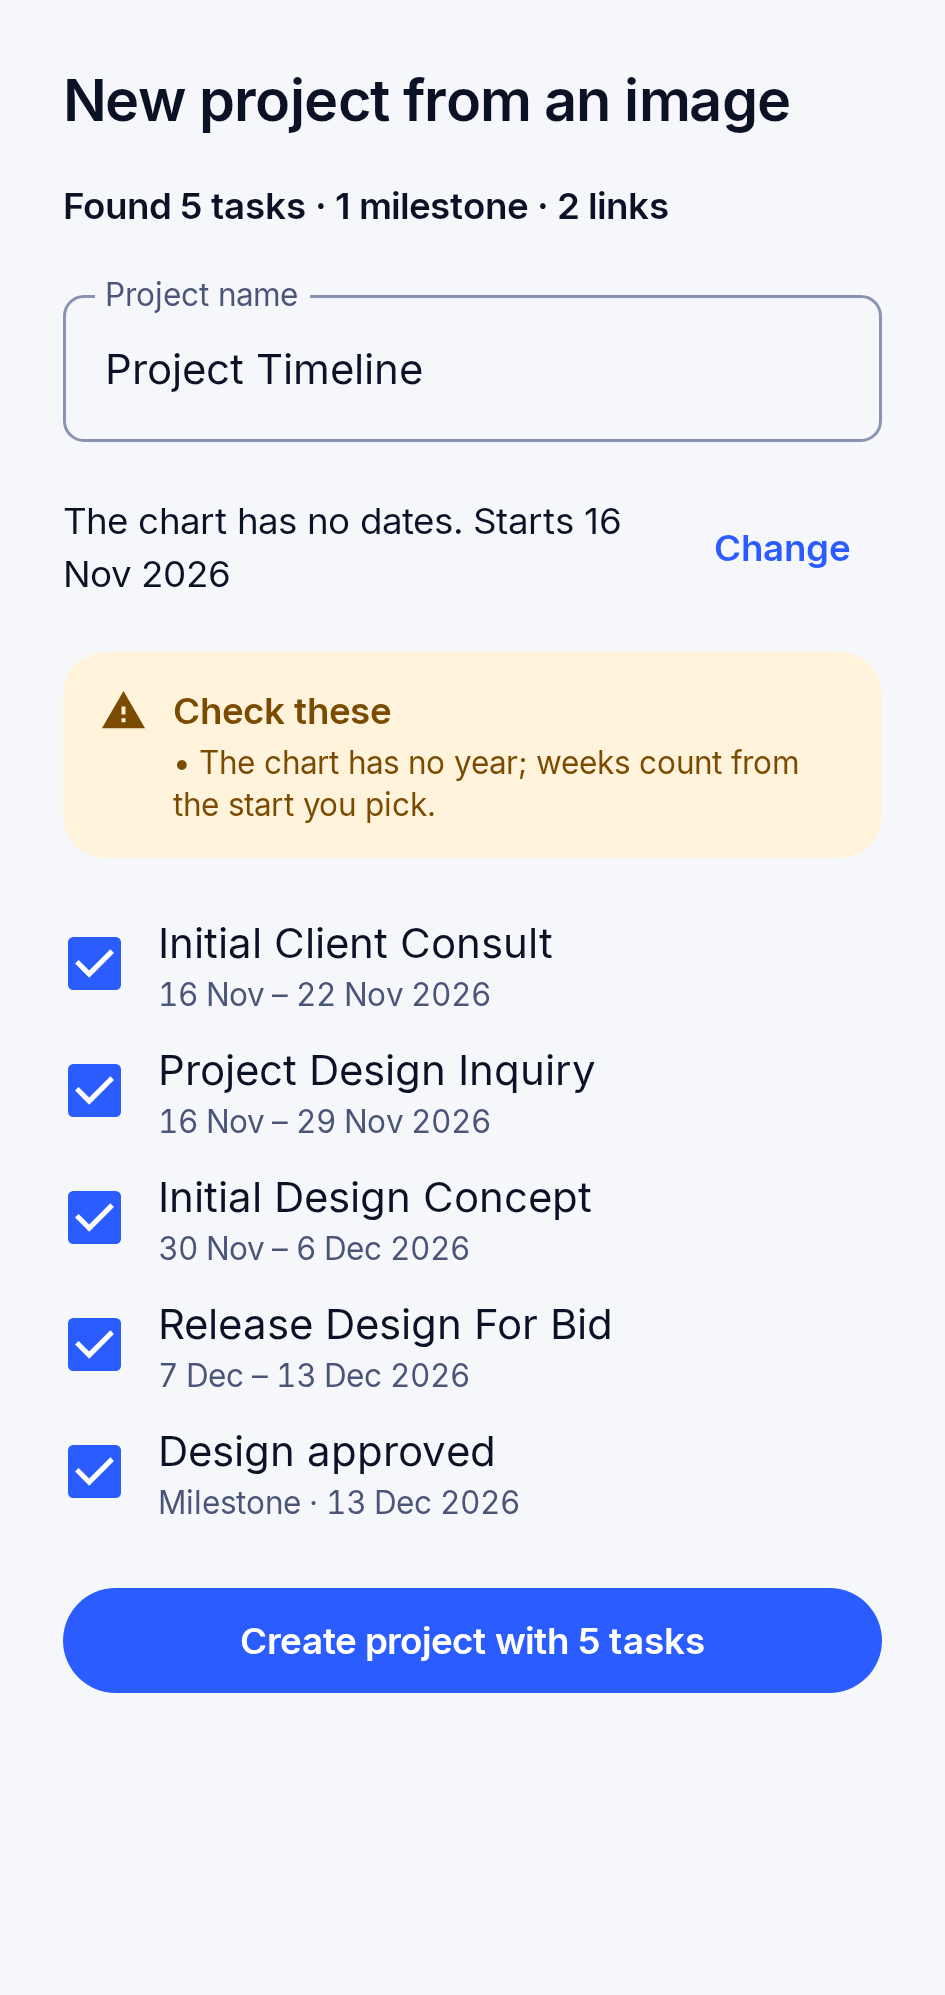 New project from an image
Found 5 tasks · 1 milestone · 2 links
Project name
Project Timeline
The chart has no dates. Starts 16
Nov 2026
Change
Check these
• The chart has no year; weeks count from
the start you pick.
Initial Client Consult
16 Nov – 22 Nov 2026
Project Design Inquiry
16 Nov – 29 Nov 2026
Initial Design Concept
30 Nov – 6 Dec 2026
Release Design For Bid
7 Dec – 13 Dec 2026
Design approved
Milestone · 13 Dec 2026
Create project with 5 tasks